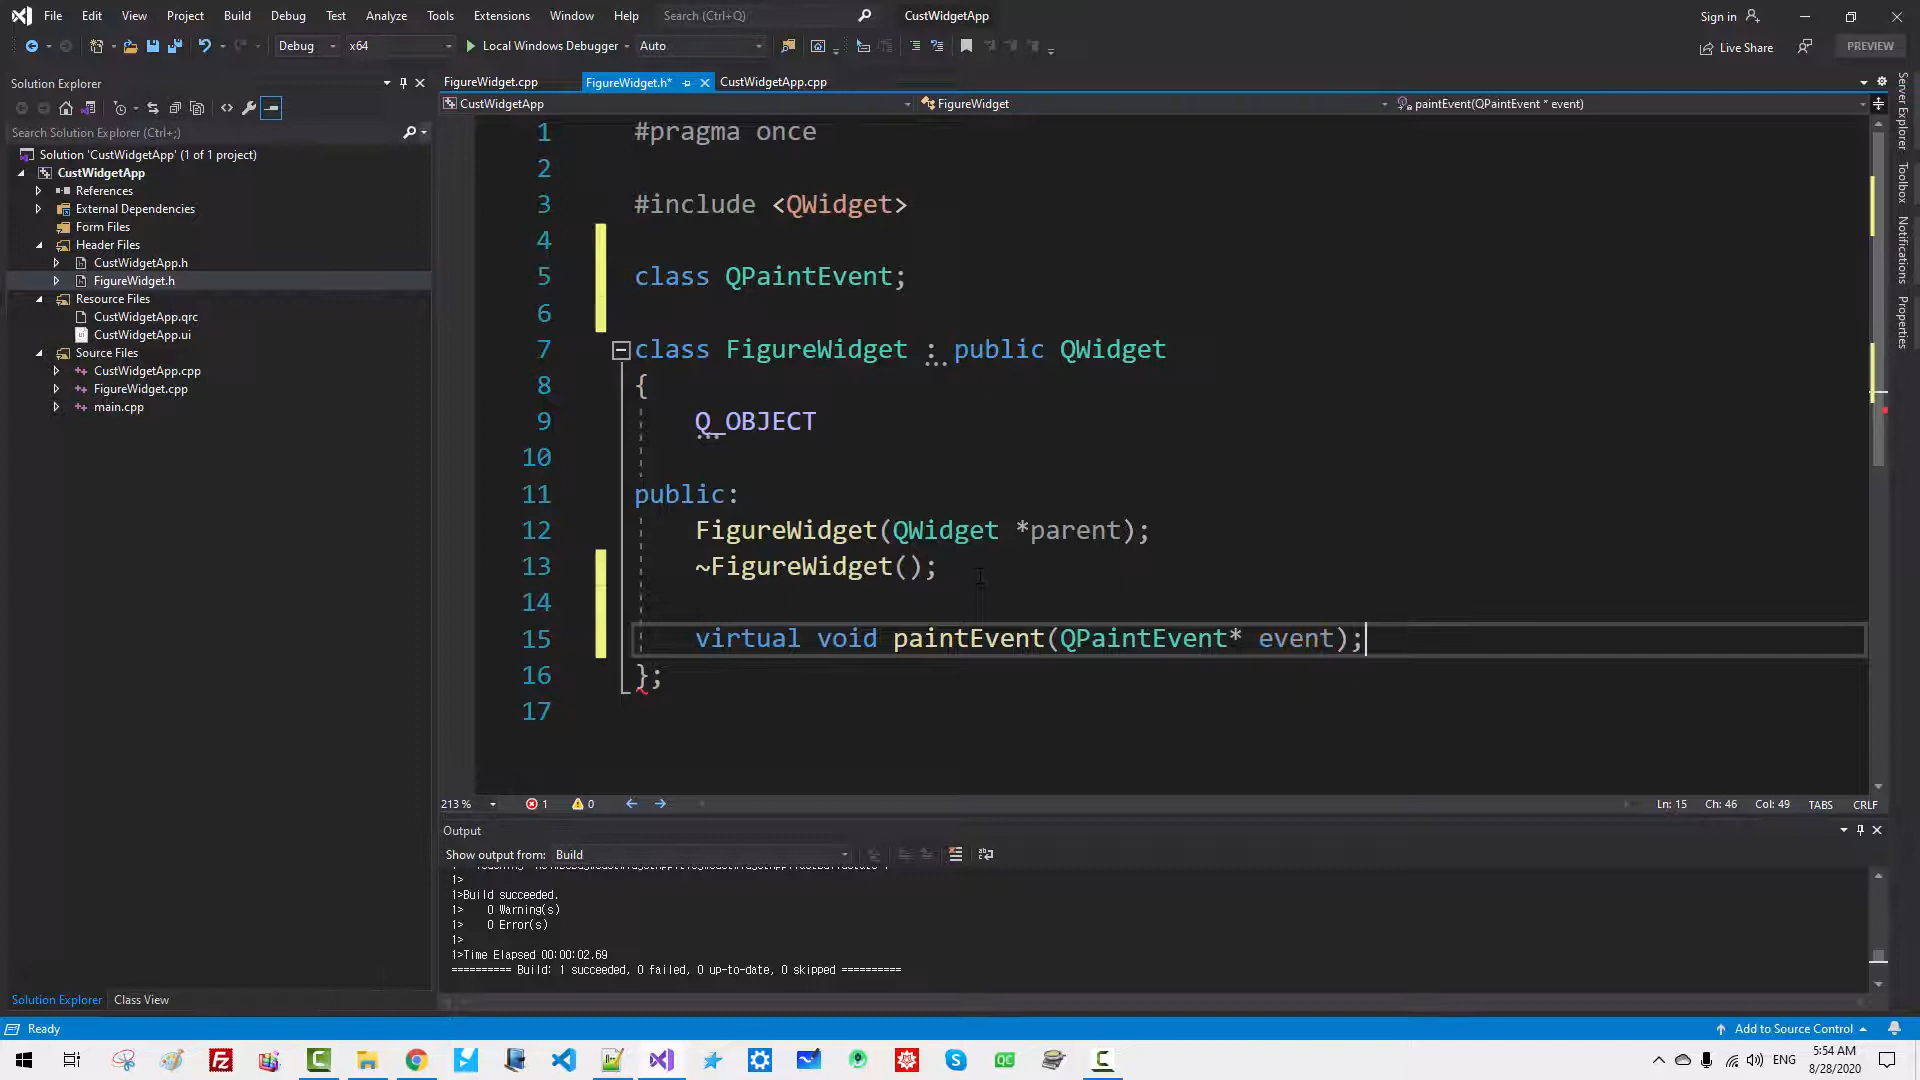 File Edit View Project Build Debug Test Analyze Tools Extensions Window Help Search (Ctrl+Q) CustWidgetApp Sign in
Debug x64 Local Windows Debugger Auto Live Share PREVIEW
Solution Explorer
Search Solution Explorer (Ctrl+;)
Solution 'CustWidgetApp' (1 of 1 project)
CustWidgetApp
References
External Dependencies
Form Files
Header Files
CustWidgetApp.h
FigureWidget.h
Resource Files
CustWidgetApp.qrc
CustWidgetApp.ui
Source Files
CustWidgetApp.cpp
FigureWidget.cpp
main.cpp
Solution Explorer Class View
FigureWidget.cpp FigureWidget.h* CustWidgetApp.cpp
CustWidgetApp FigureWidget paintEvent(QPaintEvent * event)
1 #pragma once
2
3 #include <QWidget>
4
5 class QPaintEvent;
6
7 class FigureWidget : public QWidget
8 {
9 Q_OBJECT
10
11 public:
12 FigureWidget(QWidget *parent);
13 ~FigureWidget();
14
15 virtual void paintEvent(QPaintEvent* event);
16 };
17
213 % 1 0 Ln: 15 Ch: 46 Col: 49 TABS CRLF
Output
Show output from: Build
1>
1>Build succeeded.
1> 0 Warning(s)
1> 0 Error(s)
1>
1>Time Elapsed 00:00:02.69
========== Build: 1 succeeded, 0 failed, 0 up-to-date, 0 skipped ==========
Server Explorer
Toolbox
Notifications
Properties
Ready Add to Source Control
ENG 5:54 AM
8/28/2020